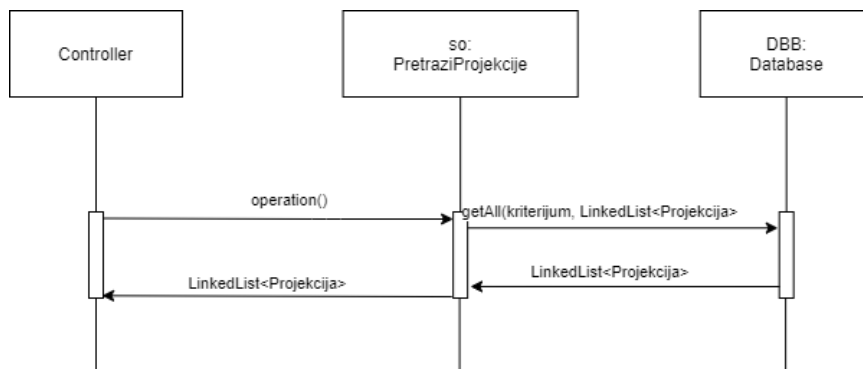 Controller
so:
PretraziProjekcije
DBB:
Database
operation()
getAll(kriterijum, LinkedList<Projekcija>
LinkedList<Projekcija>
LinkedList<Projekcija>